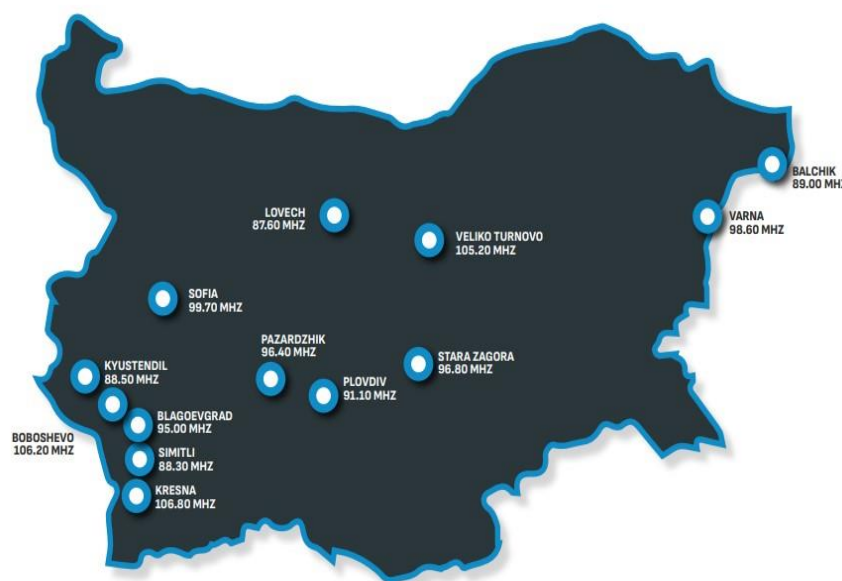 BALCHIK
89.00 MHZ
LOVECH
87.60 MHZ
VARNA
98.60 MHZ
VELIKO TURNOVO
105.20 MHZ
SOFIA
99.70 MHZ
PAZARDZHIK
96.40 MHZ
STARA ZAGORA
96.80 MHZ
KYUSTENDIL
88.50 MHZ
PLOVDIV
91.10 MHZ
BLAGOEVGRAD
95.00 MHZ
BOBOSHEVO
106.20 MHZ
SIMITLI
88.30 MHZ
KRESNA
106.80 MHZ